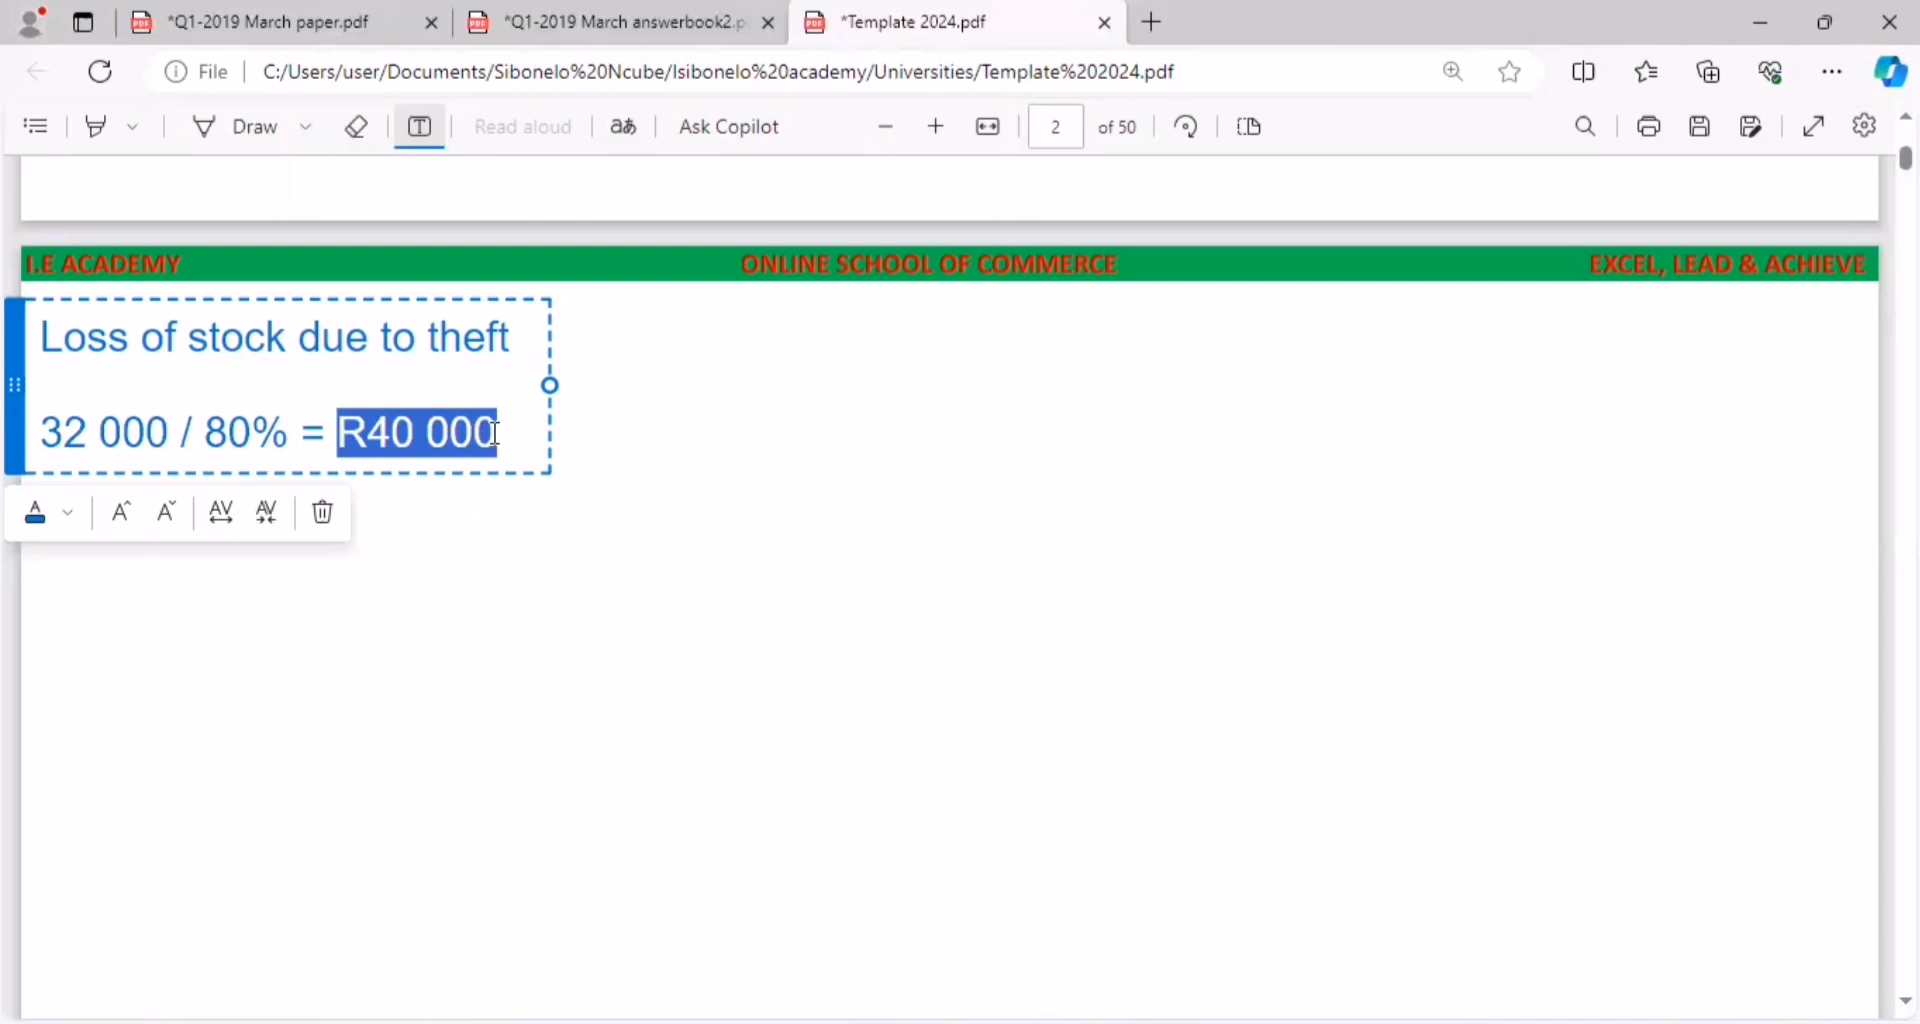 *Q1-2019 March paper.pdf
*Q1-2019 March answerbook2.p
*Template 2024.pdf
File
C:/Users/user/Documents/Sibonelo%20Ncube/Isibonelo%20academy/Universities/Template%202024.pdf
Draw
Read aloud
Ask Copilot
2 of 50
I.E ACADEMY ONLINE SCHOOL OF COMMERCE EXCEL, LEAD & ACHIEVE
Loss of stock due to theft
32 000 / 80% = R40 000